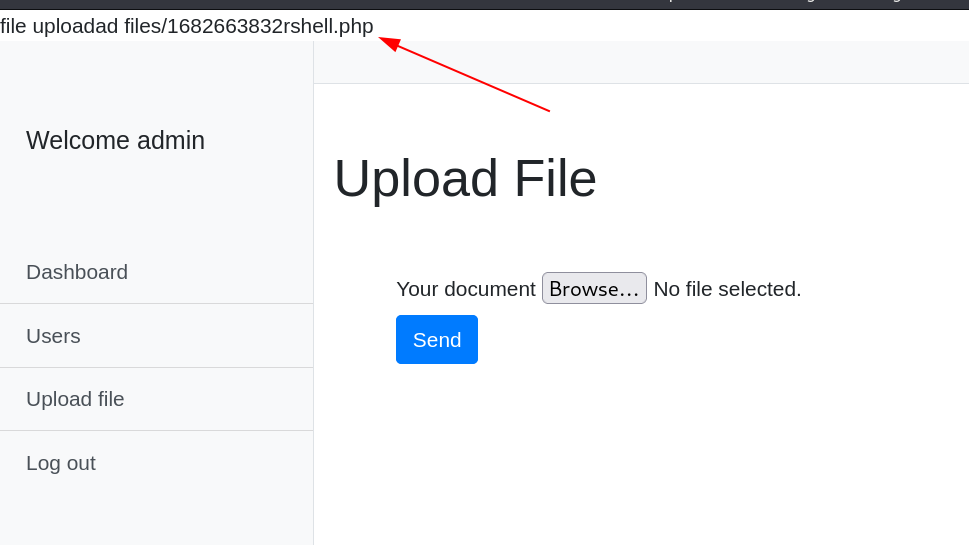 file uploadad files/1682663832rshell.php
Welcome admin
Upload File
Dashboard
Your document Browse... No file selected.
Send
Users
Upload file
Log out